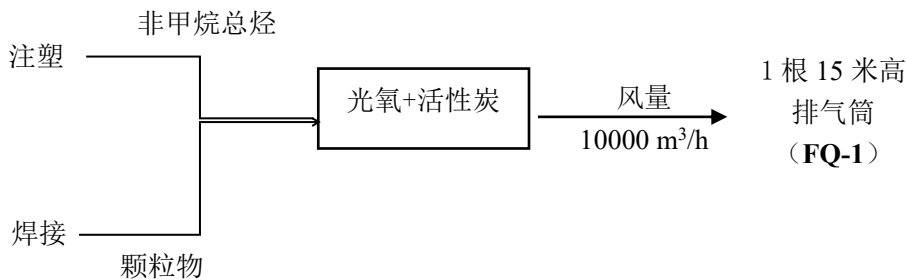 非甲烷总烃
注塑
光氧+活性炭
风量
10000 m³/h
1 根 15 米高
排气筒
（FQ-1）
焊接
颗粒物